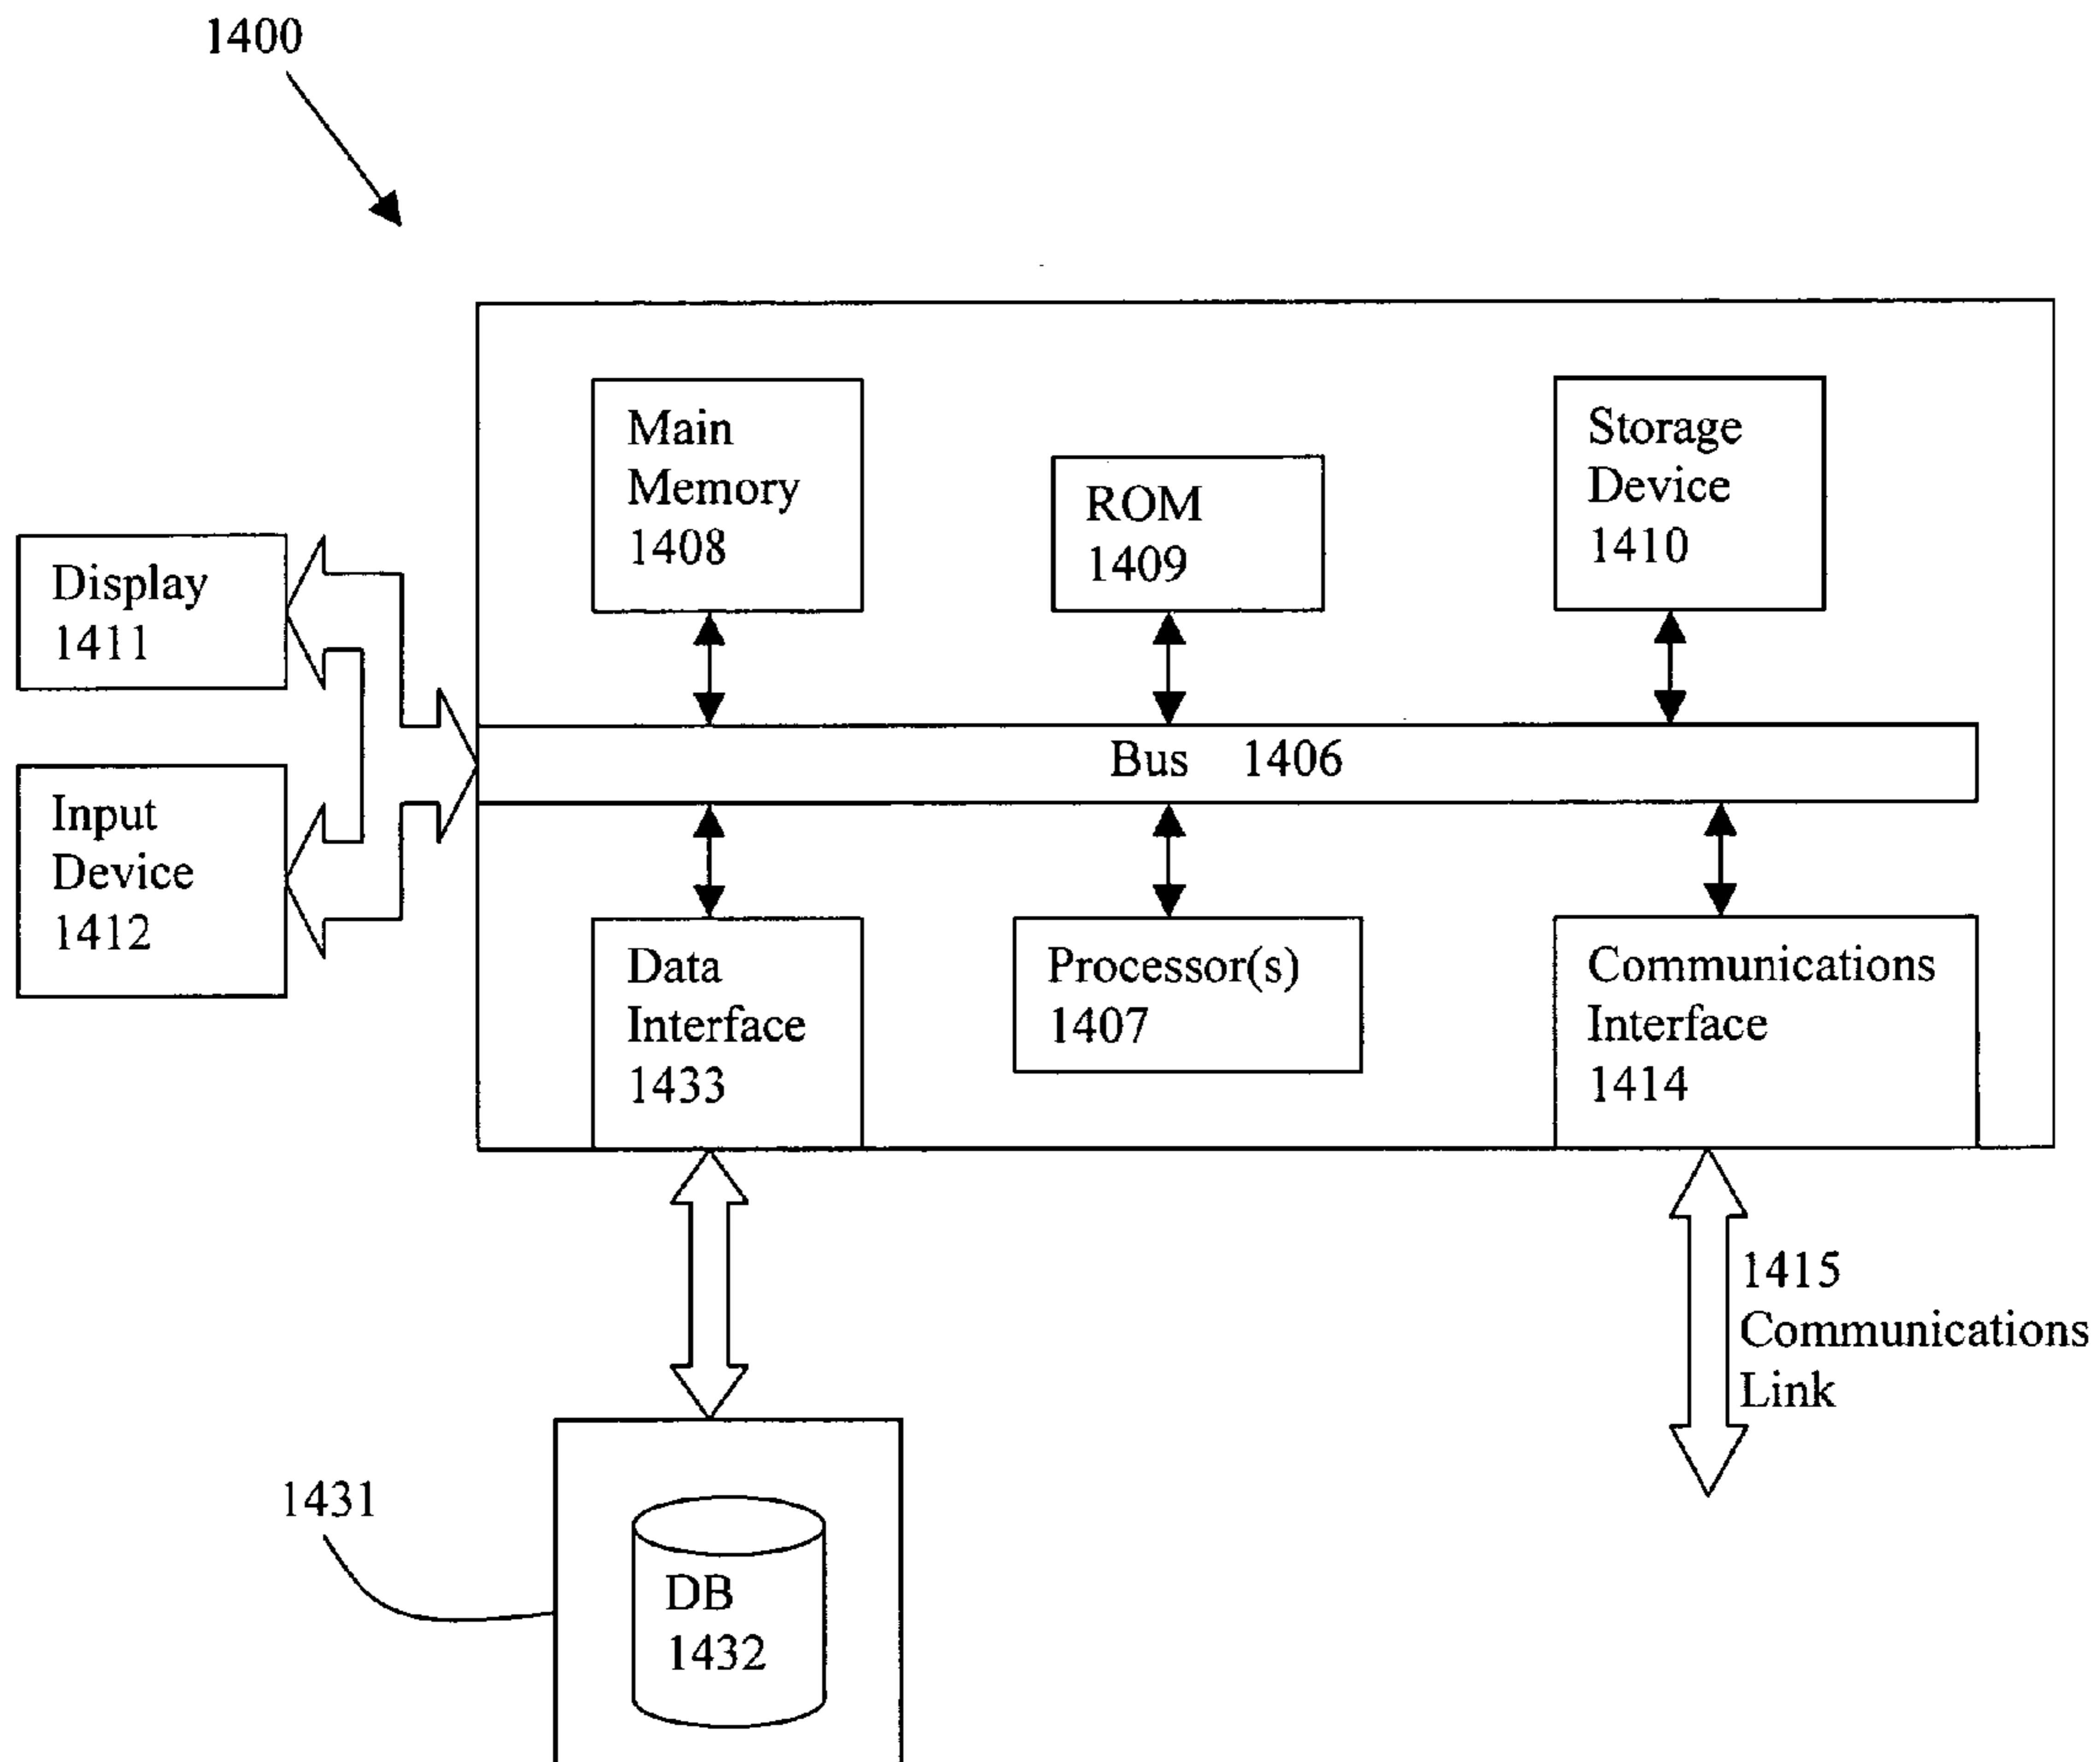 1400
Main
Memory
1408
ROM
1409
Storage
Device
1410
Display
1411
Bus 1406
Input
Device
1412
Data
Interface
1433
Processor(s)
1407
Communications
Interface
1414
1415
Communications
Link
1431
DB
1432